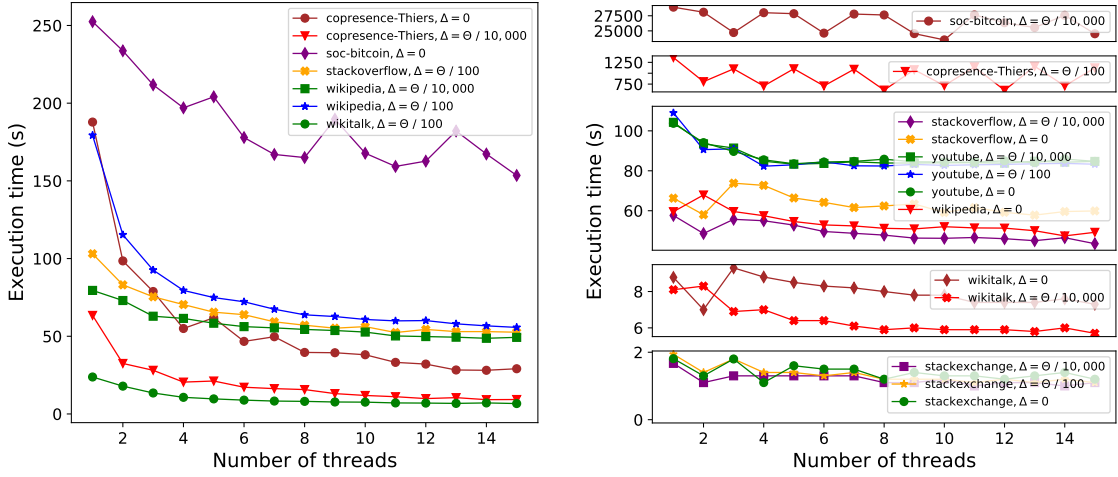 250
200
150
100
50
0
Execution time (s)
2 4 6 8 10 12 14
Number of threads
copresence-Thiers, Δ = 0
copresence-Thiers, Δ = Θ / 10, 000
soc-bitcoin, Δ = 0
stackoverflow, Δ = Θ / 100
wikipedia, Δ = Θ / 10, 000
wikipedia, Δ = Θ / 100
wikitalk, Δ = Θ / 100
Execution time (s)
27500
25000
soc-bitcoin, Δ = Θ / 10, 000
1250
750
copresence-Thiers, Δ = Θ / 100
100
80
60
stackoverflow, Δ = Θ / 10, 000
stackoverflow, Δ = 0
youtube, Δ = Θ / 10, 000
youtube, Δ = Θ / 100
youtube, Δ = 0
wikipedia, Δ = 0
8
6
wikitalk, Δ = 0
wikitalk, Δ = Θ / 10, 000
2
0
stackexchange, Δ = Θ / 10, 000
stackexchange, Δ = Θ / 100
stackexchange, Δ = 0
2 4 6 8 10 12 14
Number of threads